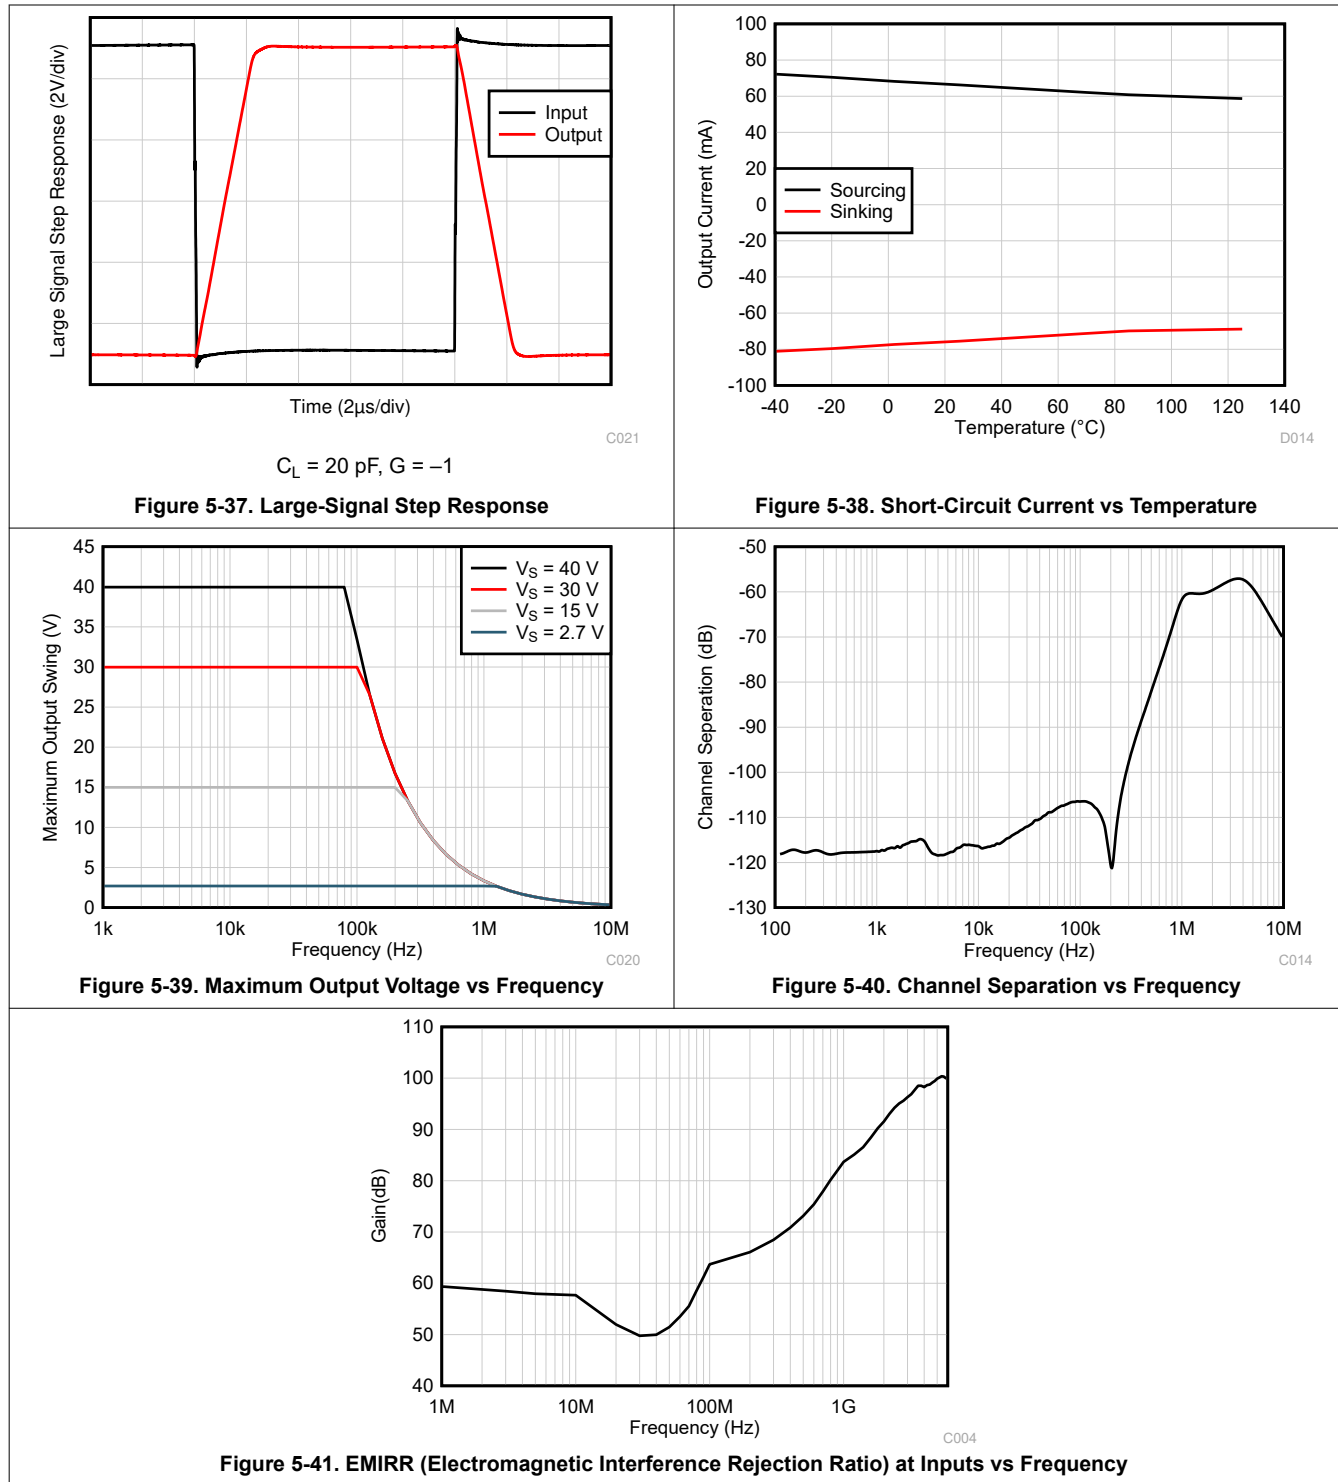 Large Signal Step Response (2V/div)
Input
Output
Time (2µs/div)
C021
C_L = 20 pF, G = –1
Figure 5-37. Large-Signal Step Response
Output Current (mA)
100
80
60
40
20
0
-20
-40
-60
-80
-100
Sourcing
Sinking
-40 -20 0 20 40 60 80 100 120 140
Temperature (°C)
D014
Figure 5-38. Short-Circuit Current vs Temperature
Maximum Output Swing (V)
45
40
35
30
25
20
15
10
5
0
V_S = 40 V
V_S = 30 V
V_S = 15 V
V_S = 2.7 V
1k 10k 100k 1M 10M
Frequency (Hz)
C020
Figure 5-39. Maximum Output Voltage vs Frequency
Channel Seperation (dB)
-50
-60
-70
-80
-90
-100
-110
-120
-130
100 1k 10k 100k 1M 10M
Frequency (Hz)
C014
Figure 5-40. Channel Separation vs Frequency
Gain(dB)
110
100
90
80
70
60
50
40
1M 10M 100M 1G
Frequency (Hz)
C004
Figure 5-41. EMIRR (Electromagnetic Interference Rejection Ratio) at Inputs vs Frequency